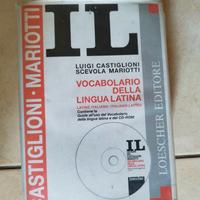 CASTIGLIONI·MARIOTTI
IL
LUIGI CASTIGLIONI
SCEVOLA MARIOTTI
VOCABOLARIO
DELLA
LINGUA LATINA
LATINO-ITALIANO ITALIANO-LATINO
Contiene la
Guida all'uso del Vocabolario
della lingua latina e del CD-ROM
LOESCHER EDITORE
IL